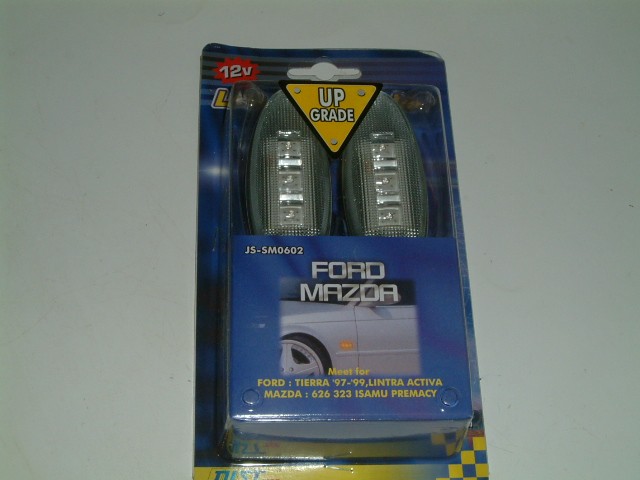 12v
UP
GRADE
JS-SM0602
FORD
MAZDA
Meet for
FORD : TIERRA '97-'99,LINTRA ACTIVA
MAZDA : 626 323 ISAMU PREMACY